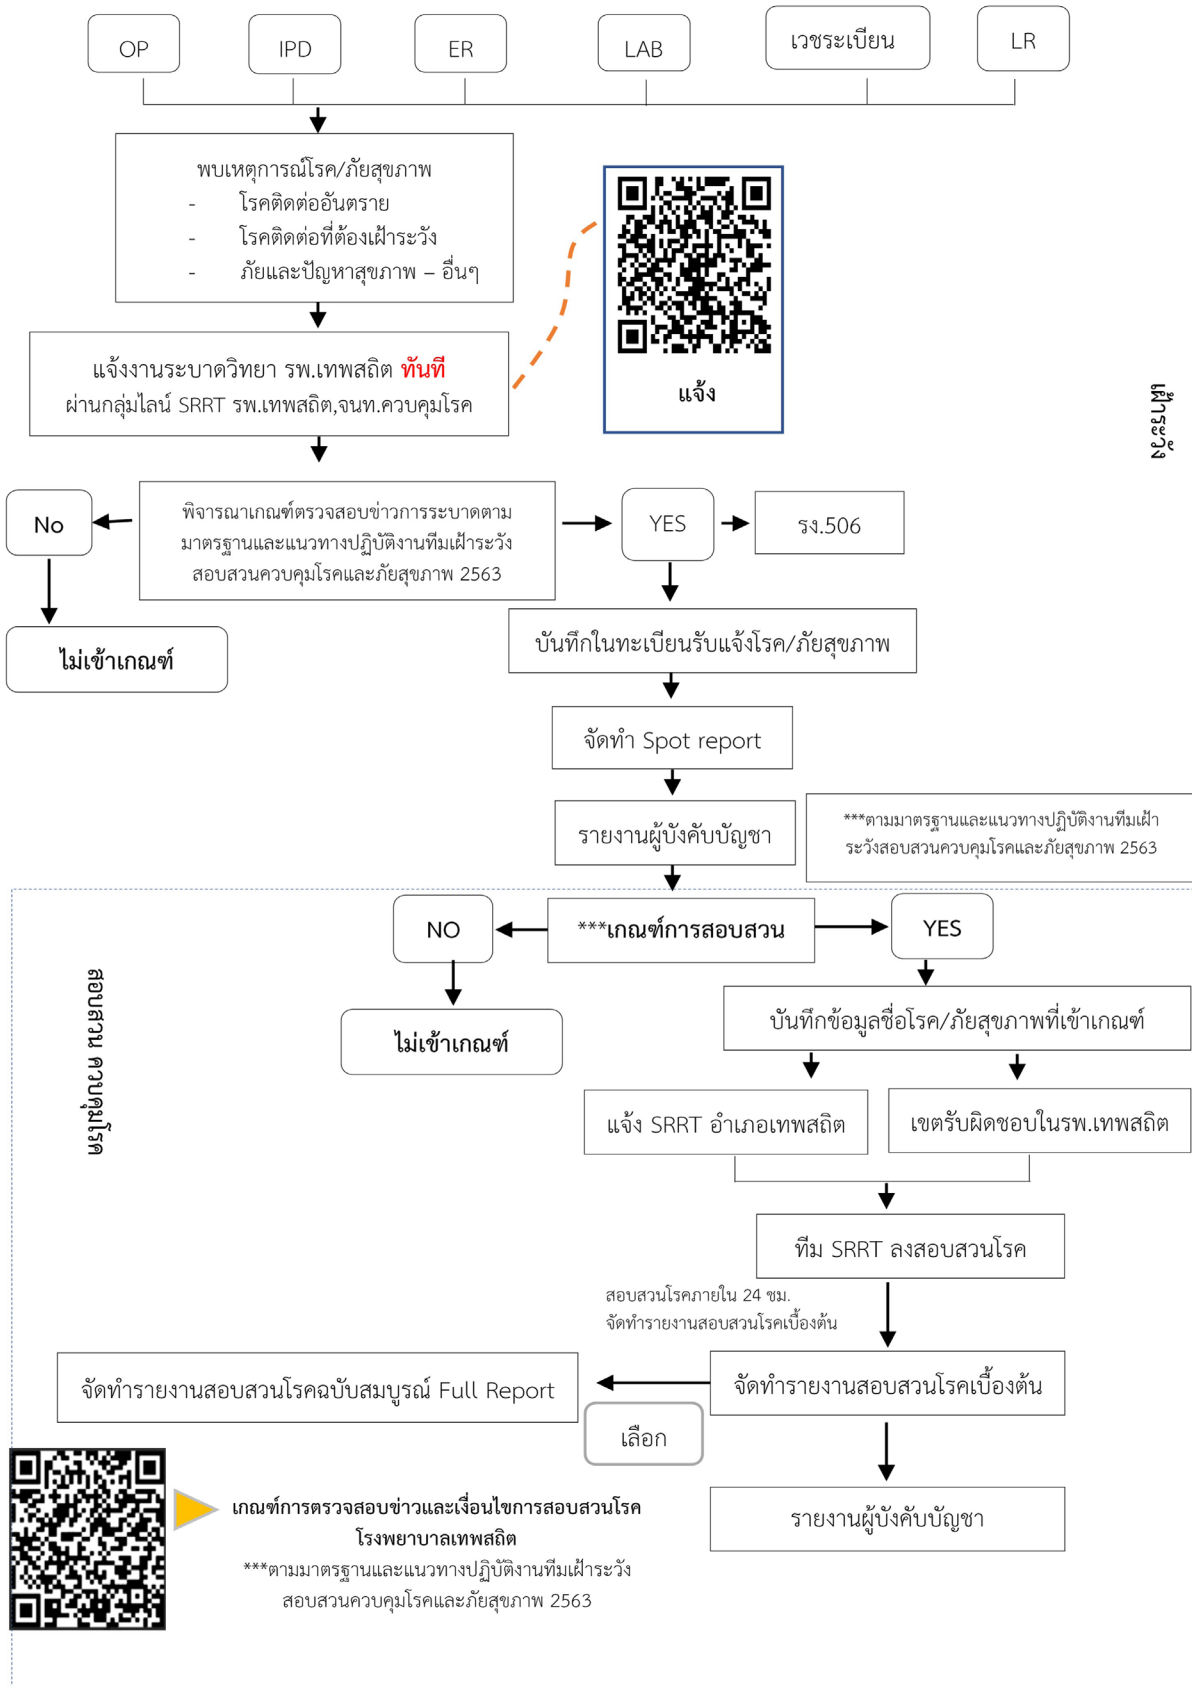 OP
IPD
ER
LAB
เวชระเบียน
LR
พบเหตุการณ์โรค/ภัยสุขภาพ
- โรคติดต่ออันตราย
- โรคติดต่อที่ต้องเฝ้าระวัง
- ภัยและปัญหาสุขภาพ – อื่นๆ
แจ้ง
แจ้งงานระบาดวิทยา รพ.เทพสถิต ทันที
ผ่านกลุ่มไลน์ SRRT รพ.เทพสถิต,จนท.ควบคุมโรค
เฝ้าระวัง
No
พิจารณาเกณฑ์ตรวจสอบข่าวการระบาดตาม
มาตรฐานและแนวทางปฏิบัติงานทีมเฝ้าระวัง
สอบสวนควบคุมโรคและภัยสุขภาพ 2563
YES
รง.506
ไม่เข้าเกณฑ์
บันทึกในทะเบียนรับแจ้งโรค/ภัยสุขภาพ
จัดทำ Spot report
รายงานผู้บังคับบัญชา
***ตามมาตรฐานและแนวทางปฏิบัติงานทีมเฝ้า
ระวังสอบสวนควบคุมโรคและภัยสุขภาพ 2563
NO
***เกณฑ์การสอบสวน
YES
ไม่เข้าเกณฑ์
สอบสวน ควบคุมโรค
บันทึกข้อมูลชื่อโรค/ภัยสุขภาพที่เข้าเกณฑ์
แจ้ง SRRT อำเภอเทพสถิต
เขตรับผิดชอบในรพ.เทพสถิต
ทีม SRRT ลงสอบสวนโรค
สอบสวนโรคภายใน 24 ชม.
จัดทำรายงานสอบสวนโรคเบื้องต้น
จัดทำรายงานสอบสวนโรคฉบับสมบูรณ์ Full Report
จัดทำรายงานสอบสวนโรคเบื้องต้น
เลือก
รายงานผู้บังคับบัญชา
เกณฑ์การตรวจสอบข่าวและเงื่อนไขการสอบสวนโรค
โรงพยาบาลเทพสถิต
***ตามมาตรฐานและแนวทางปฏิบัติงานทีมเฝ้าระวัง
สอบสวนควบคุมโรคและภัยสุขภาพ 2563